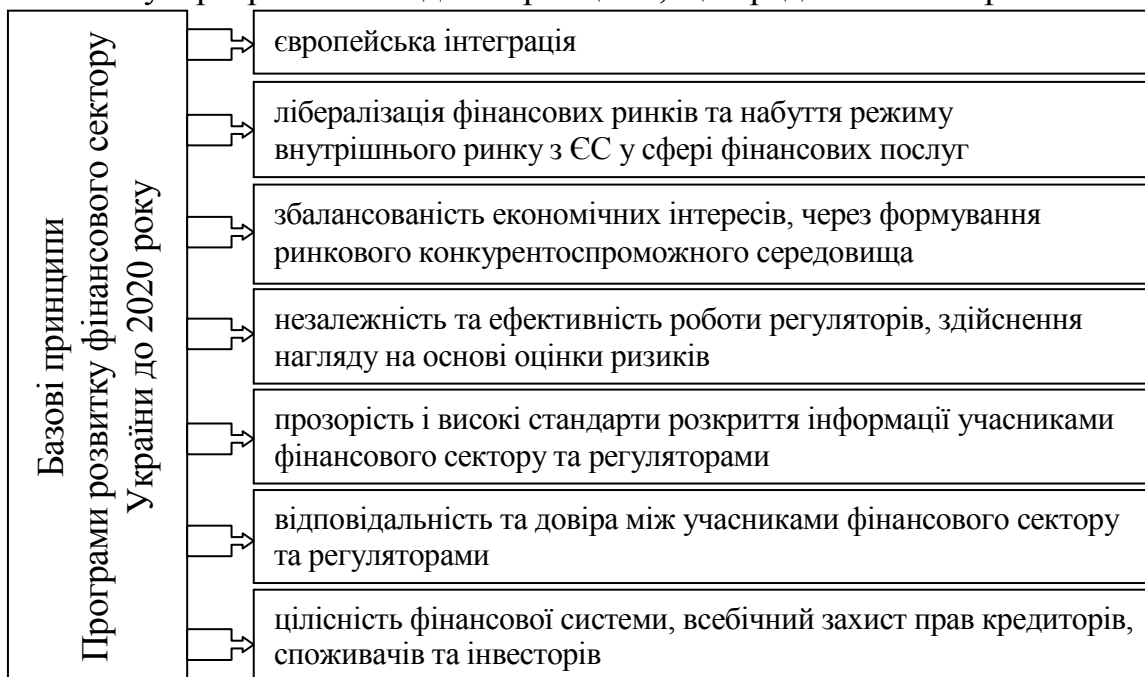 Базові принципи
Програми розвитку фінансового сектору
України до 2020 року
європейська інтеграція
лібералізація фінансових ринків та набуття режиму
внутрішнього ринку з ЄС у сфері фінансових послуг
збалансованість економічних інтересів, через формування
ринкового конкурентоспроможного середовища
незалежність та ефективність роботи регуляторів, здійснення
нагляду на основі оцінки ризиків
прозорість і високі стандарти розкриття інформації учасниками
фінансового сектору та регуляторами
відповідальність та довіра між учасниками фінансового сектору
та регуляторами
цілісність фінансової системи, всебічний захист прав кредиторів,
споживачів та інвесторів